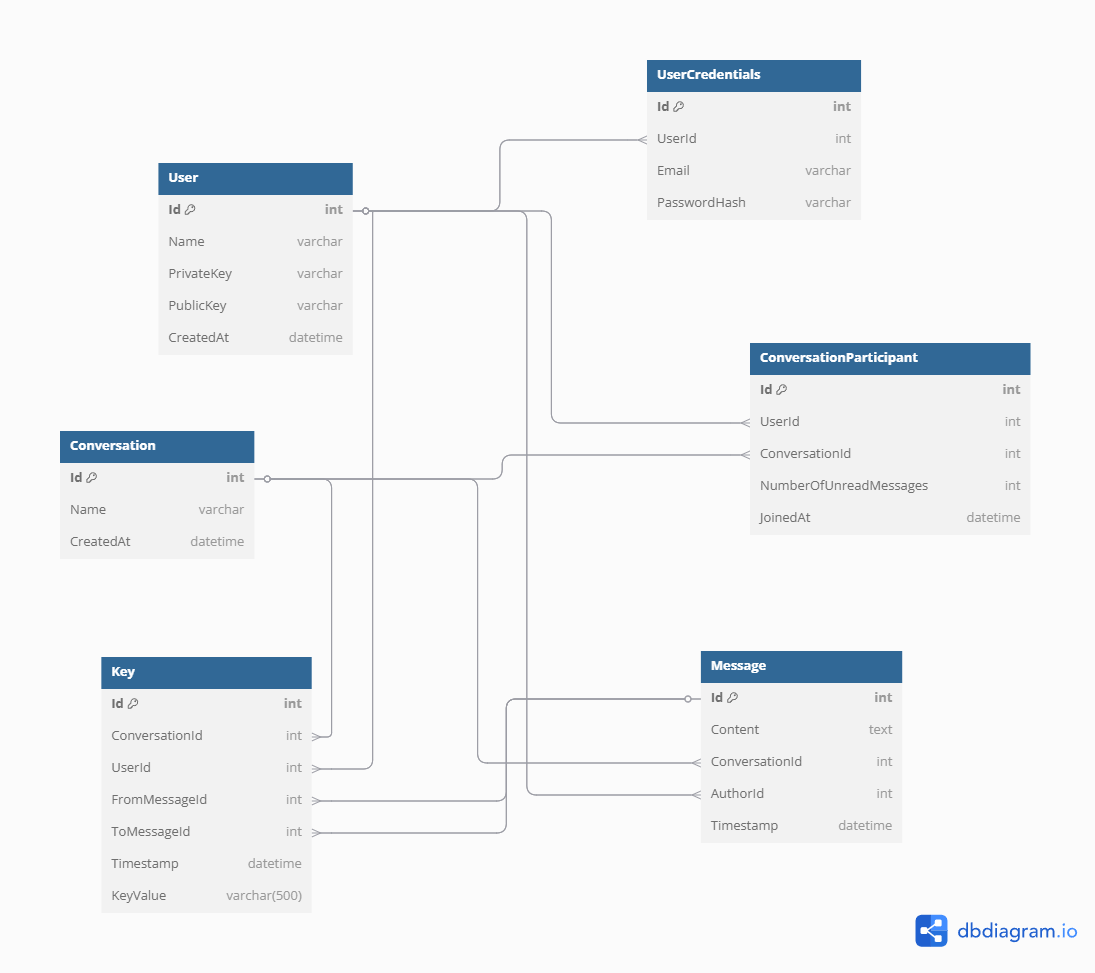 UserCredentials
Id int
UserId int
Email varchar
PasswordHash varchar
User
Id int
Name varchar
PrivateKey varchar
PublicKey varchar
CreatedAt datetime
ConversationParticipant
Id int
UserId int
ConversationId int
NumberOfUnreadMessages int
JoinedAt datetime
Conversation
Id int
Name varchar
CreatedAt datetime
Key
Id int
ConversationId int
UserId int
FromMessageId int
ToMessageId int
Timestamp datetime
KeyValue varchar(500)
Message
Id int
Content text
ConversationId int
AuthorId int
Timestamp datetime
dbdiagram.io